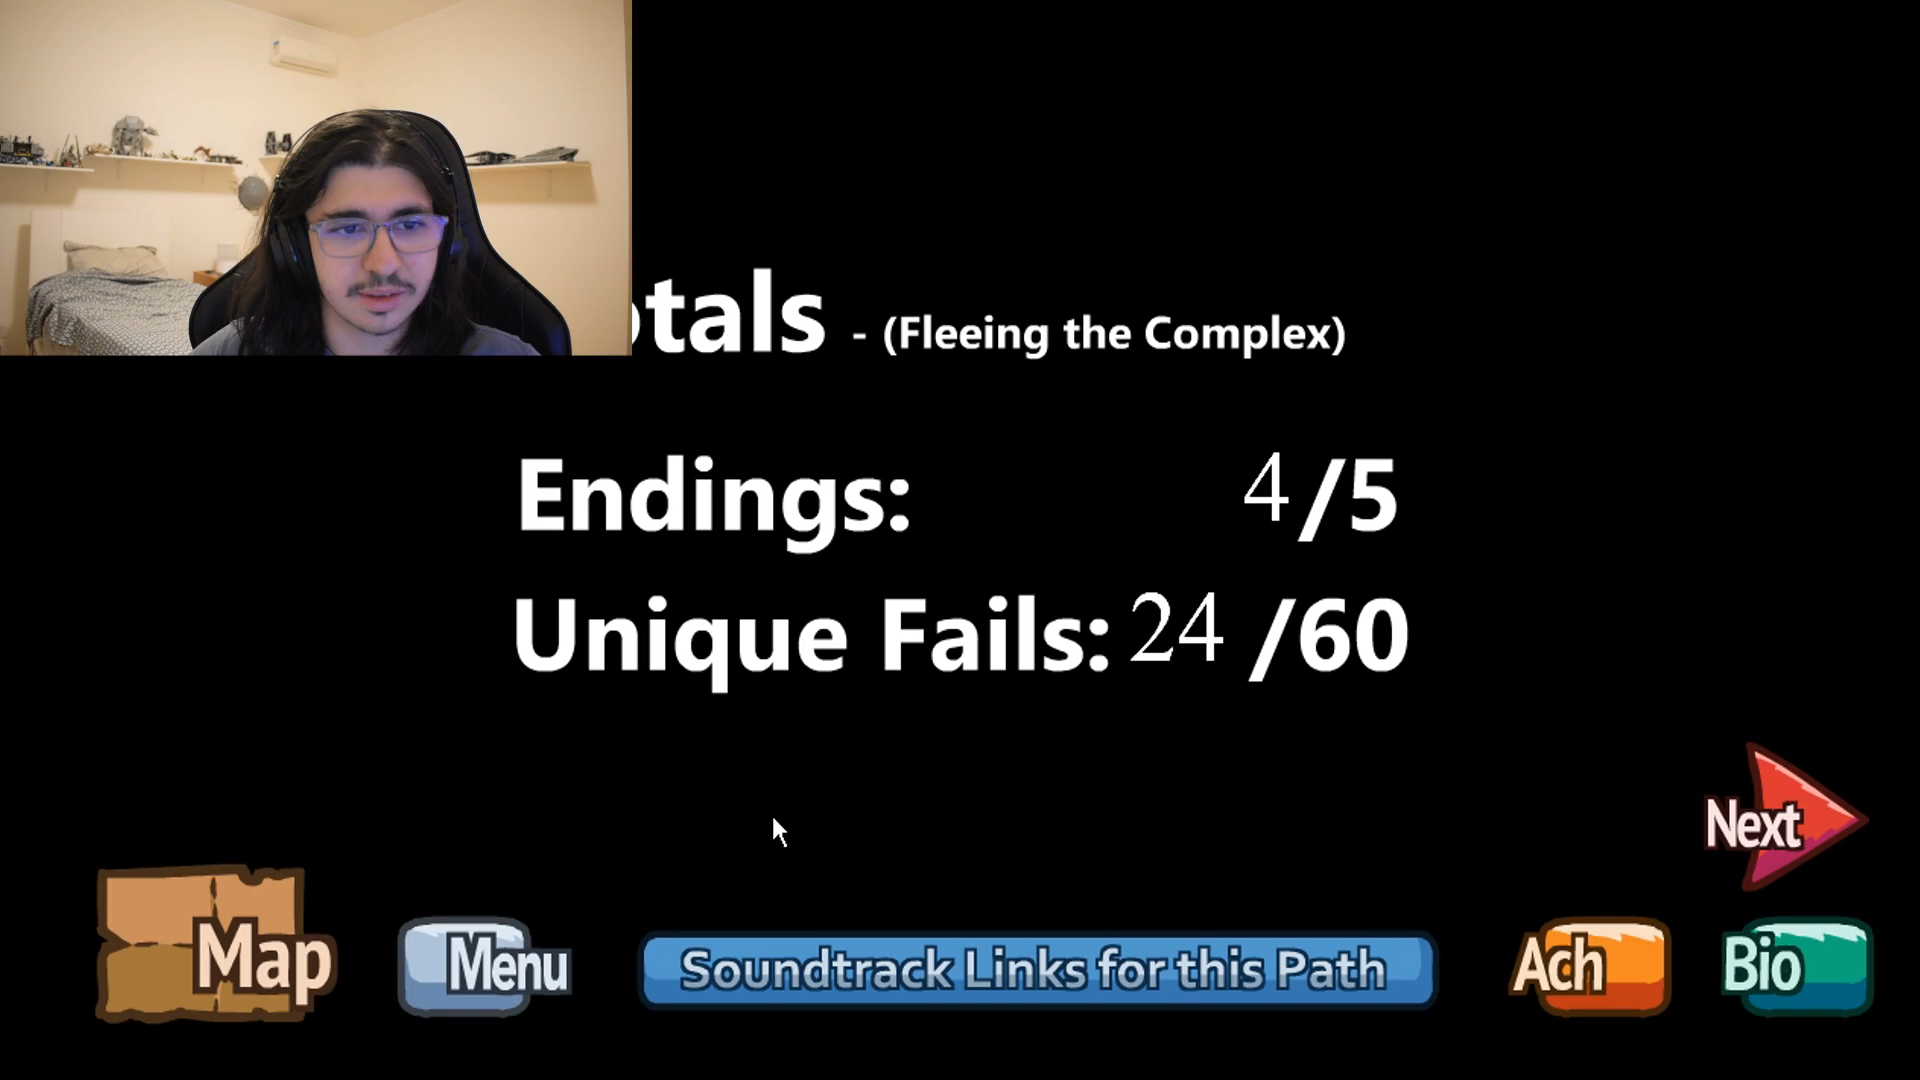 otals - (Fleeing the Complex)
Endings: 4/5
Unique Fails: 24/60
Next
Map
Menu
Soundtrack Links for this Path
Ach
Bio